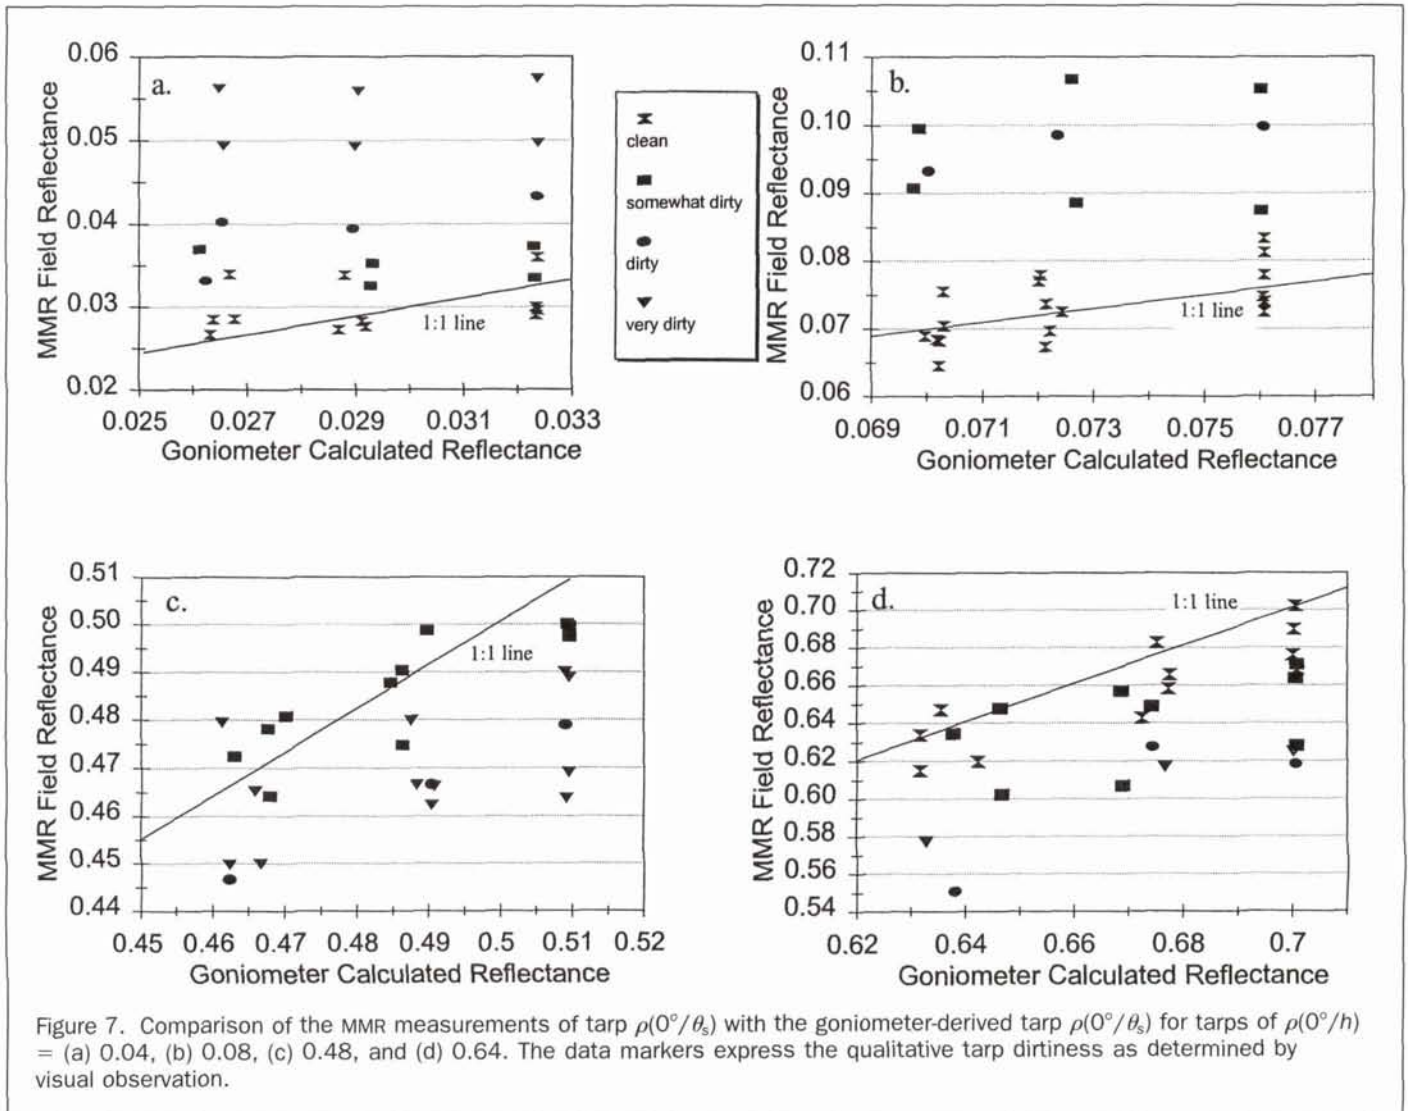 0.06
0.05
0.04
0.03
0.02
MMR Field Reflectance
a.
1:1 line
0.025 0.027 0.029 0.031 0.033
Goniometer Calculated Reflectance
clean
somewhat dirty
dirty
very dirty
0.11
0.10
0.09
0.08
0.07
0.06
MMR Field Reflectance
b.
1:1 line
0.069 0.071 0.073 0.075 0.077
Goniometer Calculated Reflectance
0.51
0.50
0.49
0.48
0.47
0.46
0.45
0.44
MMR Field Reflectance
c.
1:1 line
0.45 0.46 0.47 0.48 0.49 0.5 0.51 0.52
Goniometer Calculated Reflectance
0.72
0.70
0.68
0.66
0.64
0.62
0.60
0.58
0.56
0.54
MMR Field Reflectance
d.
1:1 line
0.62 0.64 0.66 0.68 0.7
Goniometer Calculated Reflectance
Figure 7. Comparison of the MMR measurements of tarp ρ(0°/θs) with the goniometer-derived tarp ρ(0°/θs) for tarps of ρ(0°/h)
= (a) 0.04, (b) 0.08, (c) 0.48, and (d) 0.64. The data markers express the qualitative tarp dirtiness as determined by
visual observation.